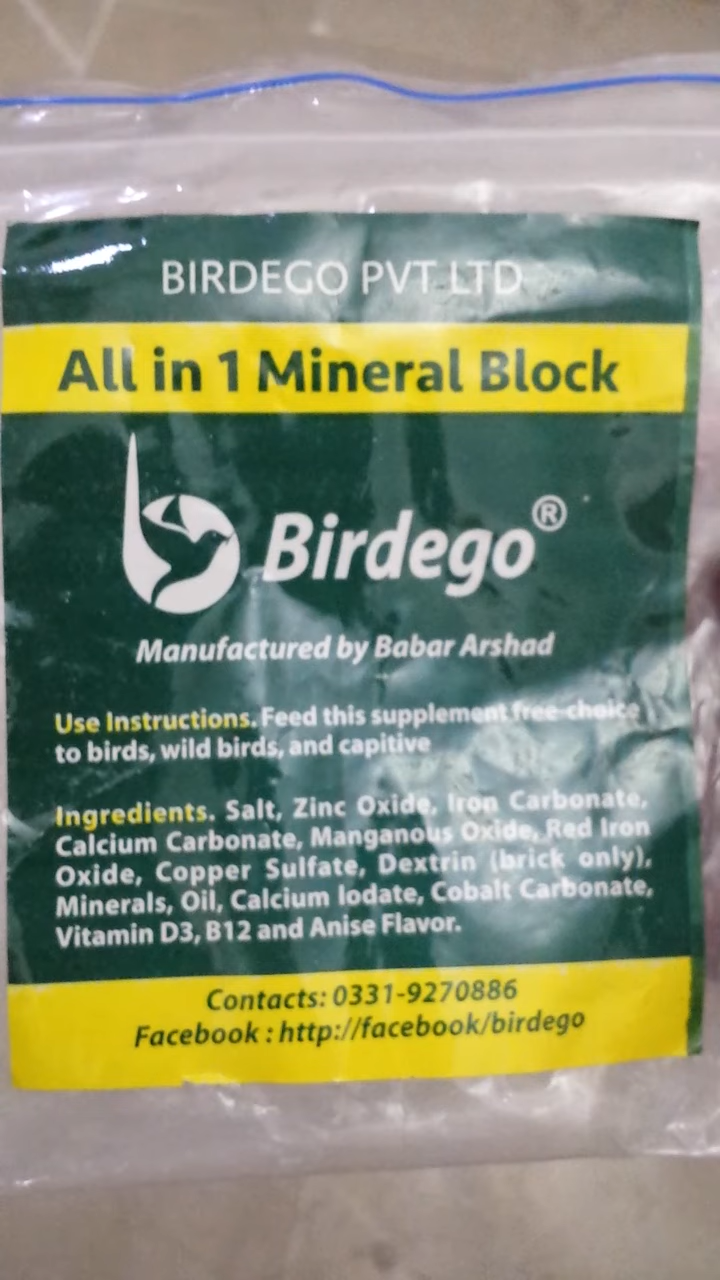 BIRDEGO PVT LTD
All in 1 Mineral Block
Birdego®
Manufactured by Babar Arshad
Use Instructions. Feed this supplement free choice
to birds, wild birds, and capitive
Ingredients. Salt, Zinc Oxide, Iron Carbonate,
Calcium Carbonate, Manganous Oxide, Red Iron
Oxide, Copper Sulfate, Dextrin (brick only),
Minerals, Oil, Calcium Iodate, Cobalt Carbonate,
Vitamin D3, B12 and Anise Flavor.
Contacts: 0331-9270886
Facebook : http://facebook/birdego